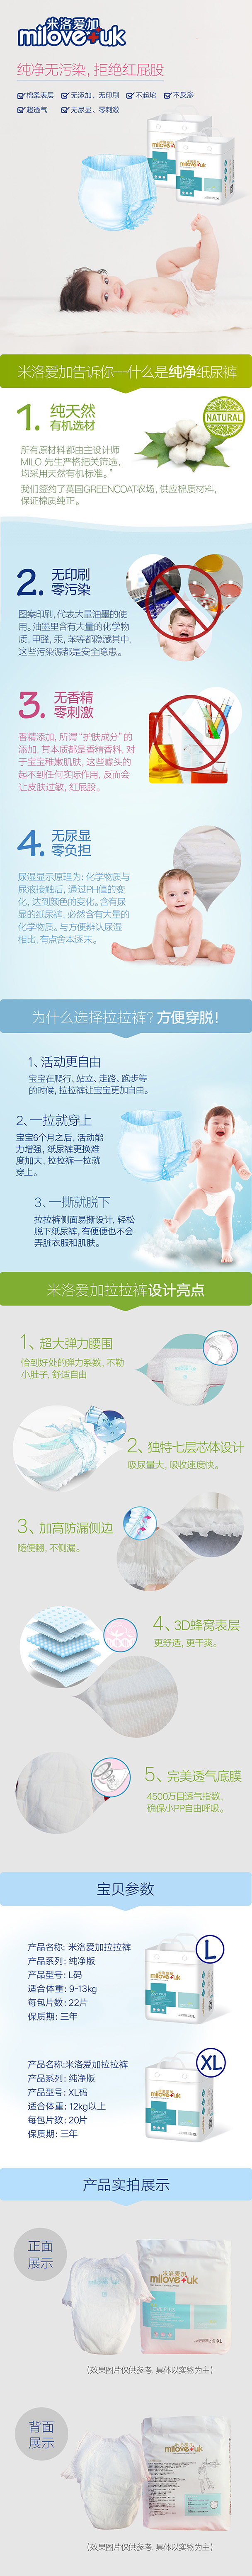 米洛爱加
milove+uk
纯净无污染, 拒绝红屁股
棉柔表层 无添加、无印刷 不起坨 不反渗
超透气 无尿显、零刺激
米洛爱加告诉你一什么是纯净纸尿裤
1. 纯天然
有机选材
NATURAL
所有原材料都由主设计师
MILO 先生严格把关筛选,
均采用天然有机标准。”
我们签约了英国GREENCOAT农场, 供应棉质材料,
保证棉质纯正。
2. 无印刷
零污染
图案印刷, 代表大量油墨的使
用。油墨里含有大量的化学物
质, 甲醛, 汞, 苯等都隐藏其中,
这些污染源都是安全隐患。
3. 无香精
零刺激
香精添加, 所谓“护肤成分”的
添加, 其本质都是香精香料, 对
于宝宝稚嫩肌肤, 这些噱头的
起不到任何实际作用, 反而会
让皮肤过敏, 红屁股。
4. 无尿显
零负担
尿湿显示原理为: 化学物质与
尿液接触后, 通过PH值的变
化, 达到颜色的变化。含有尿
显的纸尿裤, 必然含有大量的
化学物质。与方便辨认尿湿
相比, 有点舍本逐末。
为什么选择拉拉裤? 方便穿脱!
1、活动更自由
宝宝在爬行、站立、走路、跑步等
的时候, 拉拉裤让宝宝更加自由。
2、一拉就穿上
宝宝6个月之后, 活动能
力增强, 纸尿裤更换难
度加大, 拉拉裤一拉就
穿上。
3、一撕就脱下
拉拉裤侧面易撕设计, 轻松
脱下纸尿裤, 有便便也不会
弄脏衣服和肌肤。
米洛爱加拉拉裤设计亮点
1、超大弹力腰围
恰到好处的弹力系数, 不勒
小肚子, 舒适自由
2、独特七层芯体设计
吸尿量大, 吸收速度快。
3、加高防漏侧边
随便翻, 不侧漏。
4、3D蜂窝表层
更舒适, 更干爽。
5、完美透气底膜
4500万目透气指数,
确保小PP自由呼吸。
宝贝参数
产品名称: 米洛爱加拉拉裤
产品系列: 纯净版
产品型号: L码
适合体重: 9-13kg
每包片数: 22片
保质期: 三年
L
产品名称:米洛爱加拉拉裤
产品系列: 纯净版
产品型号: XL码
适合体重: 12kg以上
每包片数: 20片
保质期: 三年
XL
产品实拍展示
正面
展示
米洛爱加
milove+uk
XL
(效果图片仅供参考, 具体以实物为主)
背面
展示
milove+uk
(效果图片仅供参考, 具体以实物为主)